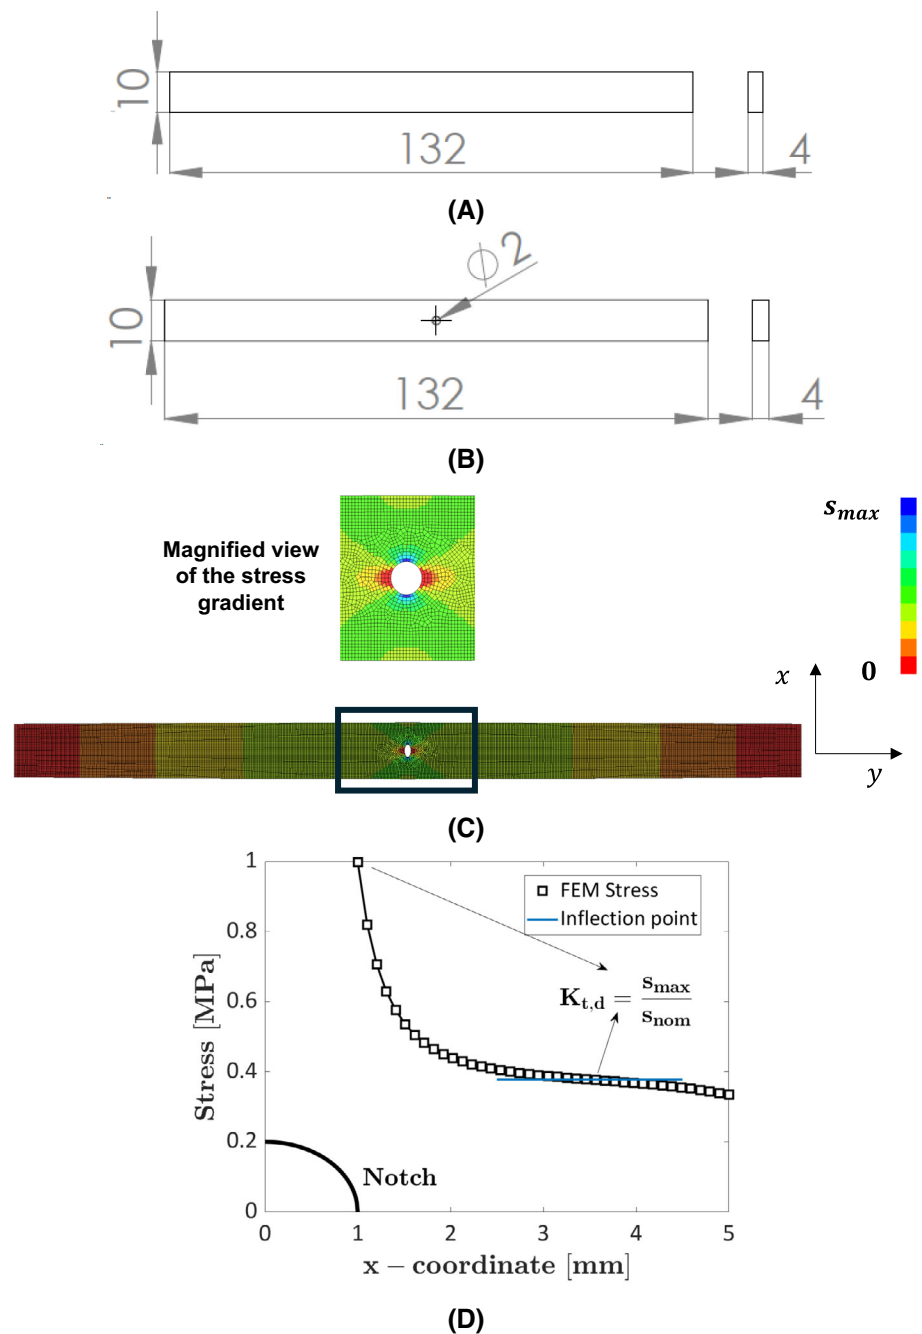 10
132
4
(A)
⌀2
10
132
4
(B)
Magnified view
of the stress
gradient
s_max
0
x
y
(C)
1
0.8
0.6
0.4
0.2
0
Stress [MPa]
FEM Stress
Inflection point
K_t,d = s_max / s_nom
Notch
0 1 2 3 4 5
x − coordinate [mm]
(D)